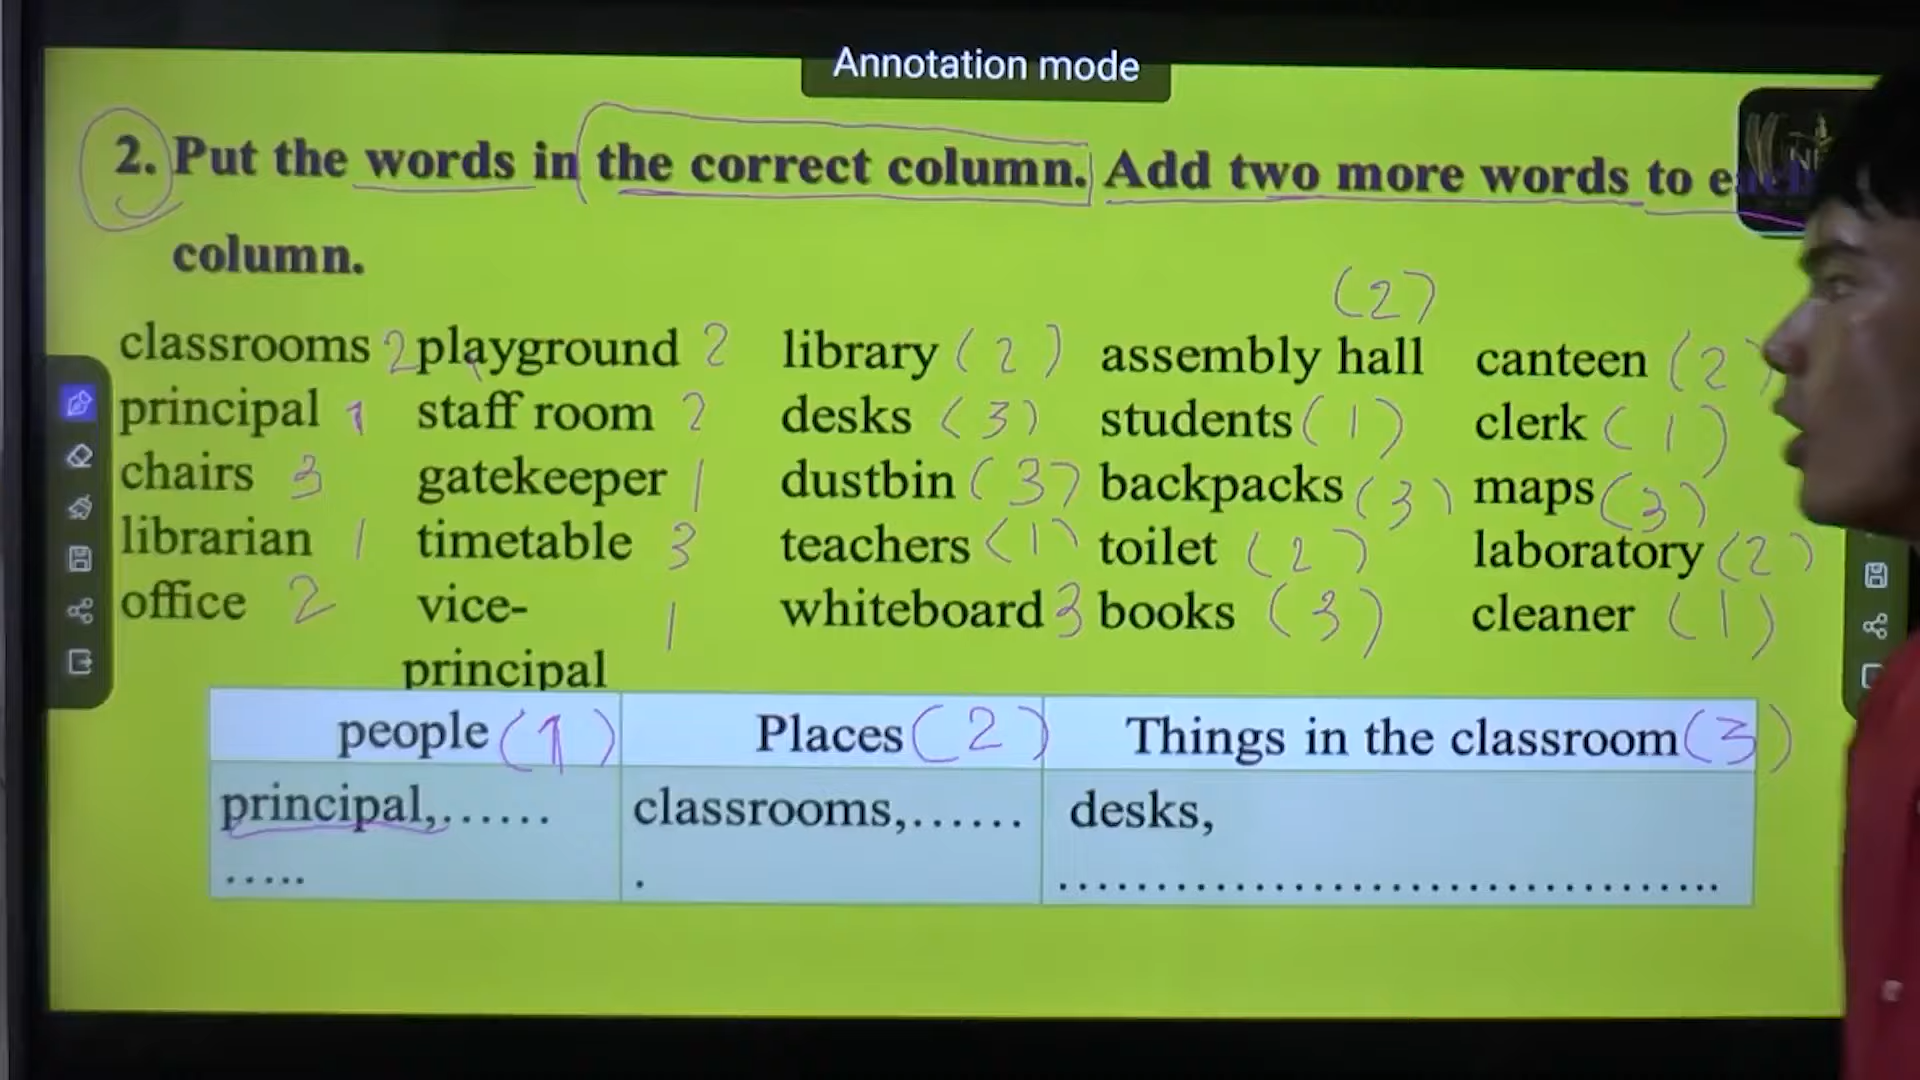 Annotation mode
2. Put the words in the correct column. Add two more words to each
column.
(2)
classrooms 2 playground 2 library (2) assembly hall canteen (2)
principal 1 staff room 2 desks (3) students (1) clerk (1)
chairs 3 gatekeeper 1 dustbin (3) backpacks (3) maps (3)
librarian 1 timetable 3 teachers (1) toilet (2) laboratory (2)
office 2 vice- 1 whiteboard 3 books (3) cleaner (1)
principal
people (1) Places (2) Things in the classroom (3)
principal,...... classrooms,...... desks,
..... . ..................................